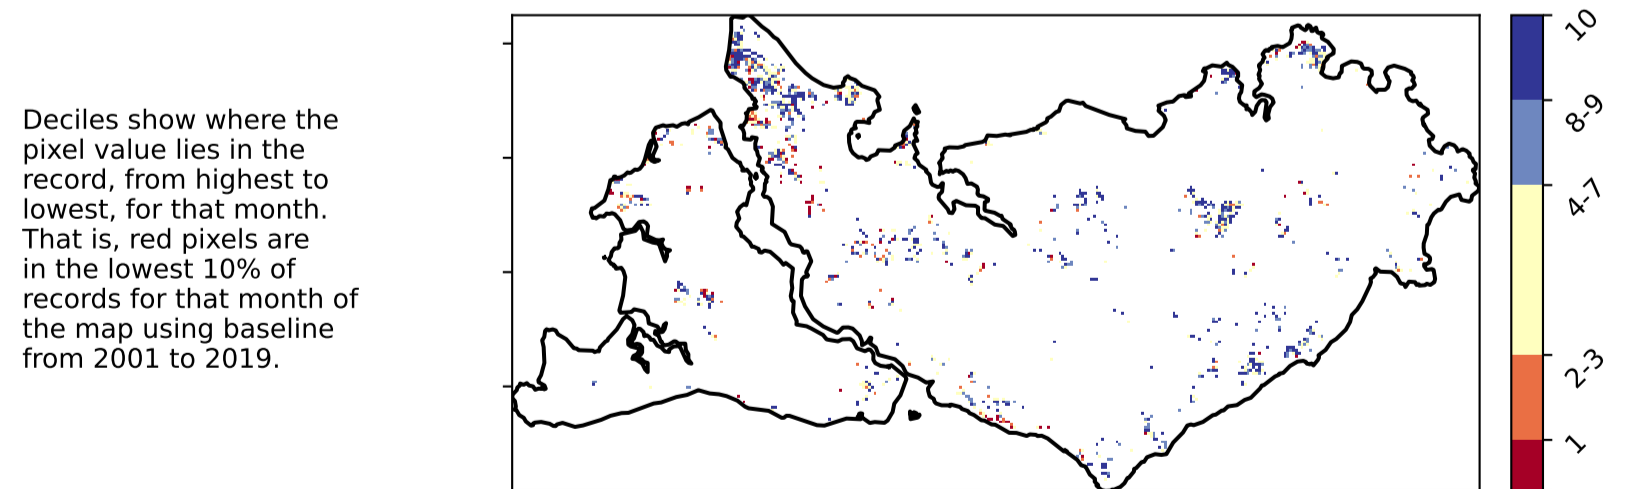 Deciles show where the
pixel value lies in the
record, from highest to
lowest, for that month.
That is, red pixels are
in the lowest 10% of
records for that month of
the map using baseline
from 2001 to 2019.
10
8-9
4-7
2-3
1